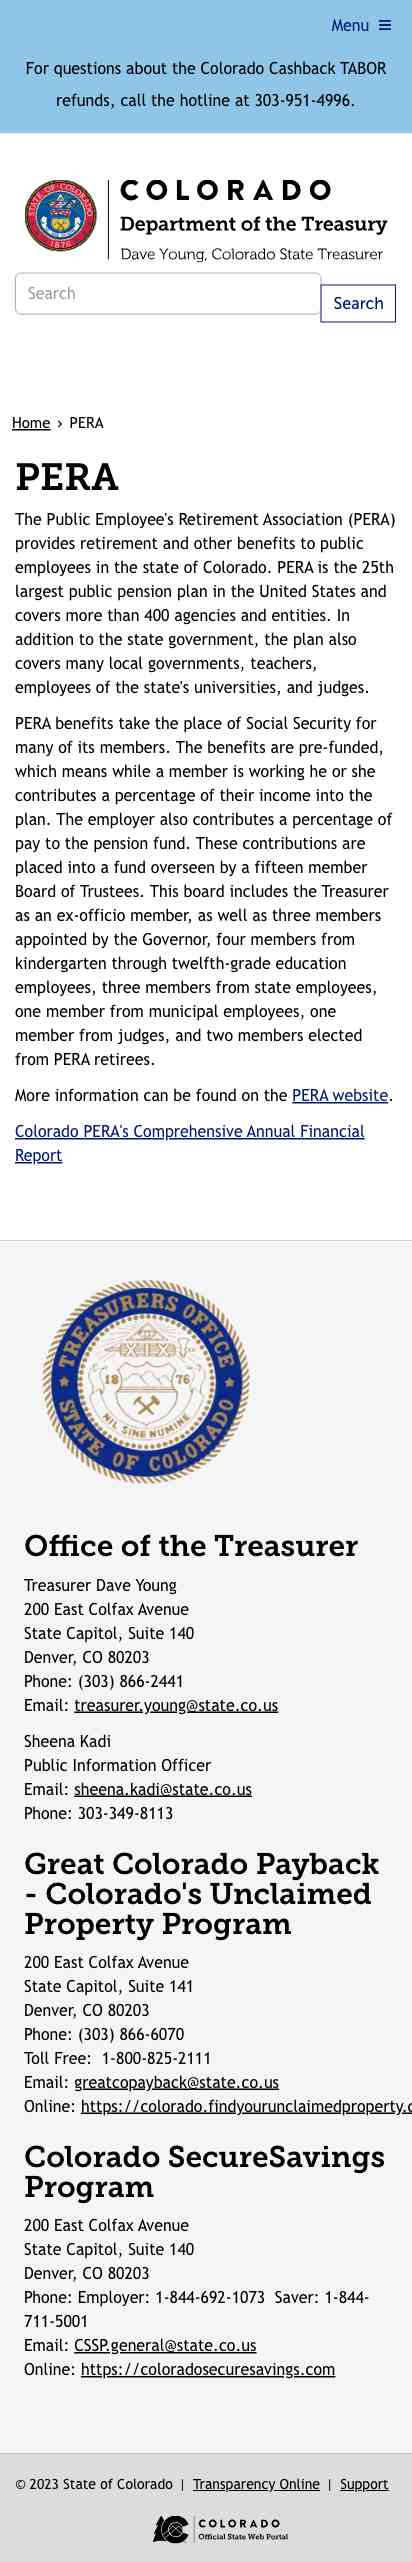 Menu
For questions about the Colorado Cashback TABOR
refunds, call the hotline at 303-951-4996.
STATE OF COLORADO
1876
COLORADO
Department of the Treasury
Dave Young, Colorado State Treasurer
Search
Search
Home › PERA
PERA
The Public Employee's Retirement Association (PERA)
provides retirement and other benefits to public
employees in the state of Colorado. PERA is the 25th
largest public pension plan in the United States and
covers more than 400 agencies and entities. In
addition to the state government, the plan also
covers many local governments, teachers,
employees of the state's universities, and judges.
PERA benefits take the place of Social Security for
many of its members. The benefits are pre-funded,
which means while a member is working he or she
contributes a percentage of their income into the
plan. The employer also contributes a percentage of
pay to the pension fund. These contributions are
placed into a fund overseen by a fifteen member
Board of Trustees. This board includes the Treasurer
as an ex-officio member, as well as three members
appointed by the Governor, four members from
kindergarten through twelfth-grade education
employees, three members from state employees,
one member from municipal employees, one
member from judges, and two members elected
from PERA retirees.
More information can be found on the PERA website.
Colorado PERA's Comprehensive Annual Financial
Report
TREASURERS OFFICE
18 76
NIL SINE NUMINE
STATE OF COLORADO
Office of the Treasurer
Treasurer Dave Young
200 East Colfax Avenue
State Capitol, Suite 140
Denver, CO 80203
Phone: (303) 866-2441
Email: treasurer.young@state.co.us
Sheena Kadi
Public Information Officer
Email: sheena.kadi@state.co.us
Phone: 303-349-8113
Great Colorado Payback
- Colorado's Unclaimed
Property Program
200 East Colfax Avenue
State Capitol, Suite 141
Denver, CO 80203
Phone: (303) 866-6070
Toll Free:  1-800-825-2111
Email: greatcopayback@state.co.us
Online: https://colorado.findyourunclaimedproperty.c
Colorado SecureSavings
Program
200 East Colfax Avenue
State Capitol, Suite 140
Denver, CO 80203
Phone: Employer: 1-844-692-1073  Saver: 1-844-
711-5001
Email: CSSP.general@state.co.us
Online: https://coloradosecuresavings.com
© 2023 State of Colorado | Transparency Online | Support
COLORADO
Official State Web Portal